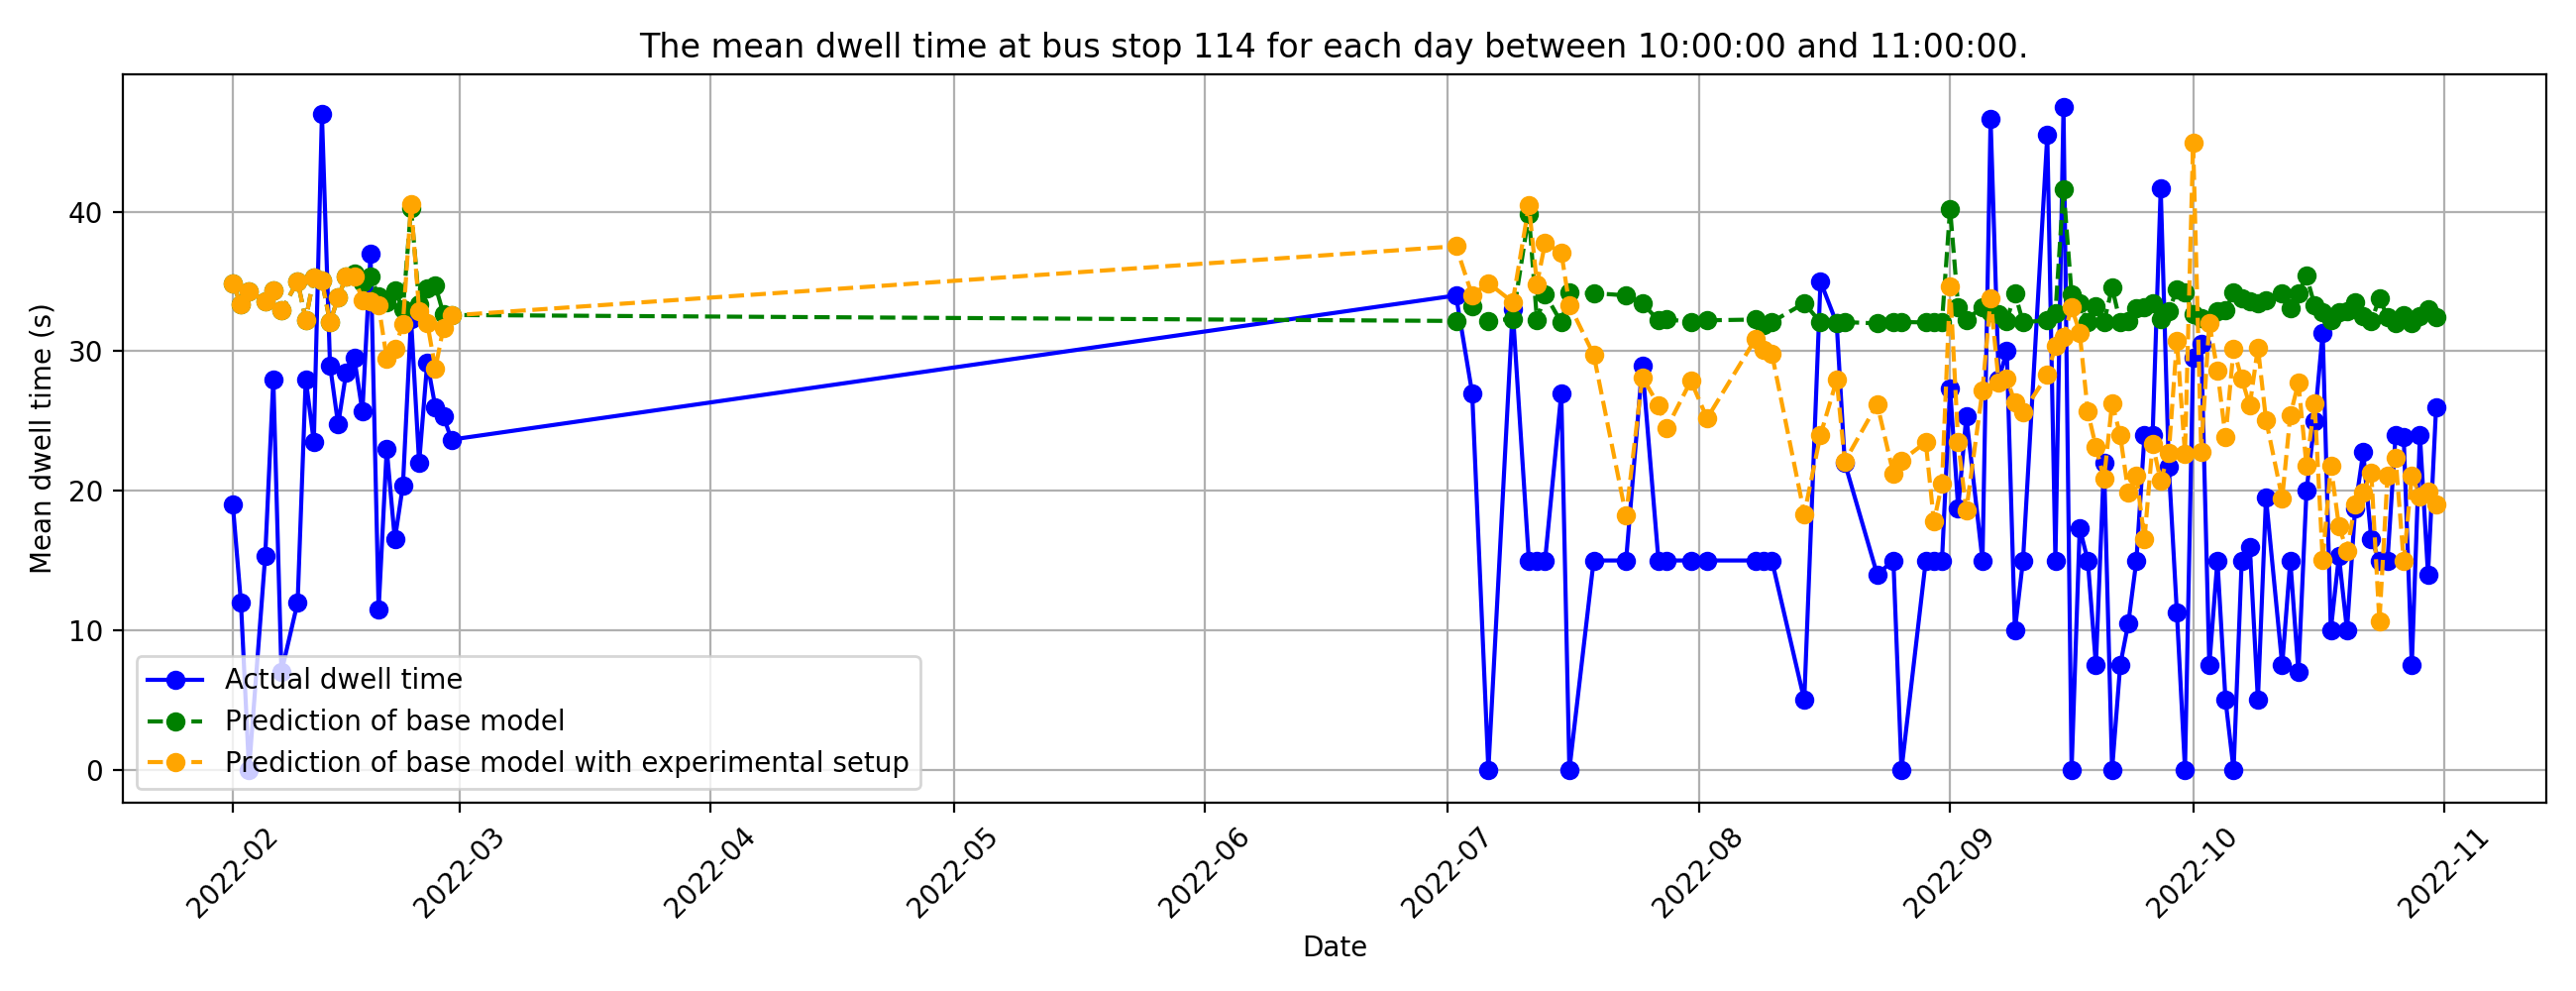 The mean dwell time at bus stop 114 for each day between 10:00:00 and 11:00:00.
Mean dwell time (s)
40
30
20
10
0
Actual dwell time
Prediction of base model
Prediction of base model with experimental setup
2022-02
2022-03
2022-04
2022-05
2022-06
2022-07
2022-08
2022-09
2022-10
2022-11
Date